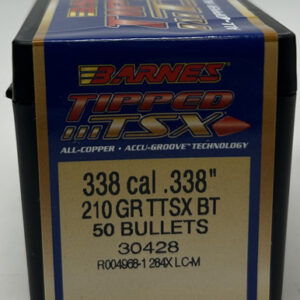 BARNES
TIPPED
TSX
ALL-COPPER • ACCU-GROOVE™ TECHNOLOGY
338 cal .338"
210 GR TTSX BT
50 BULLETS
30428
R004968-1 284X LC-M